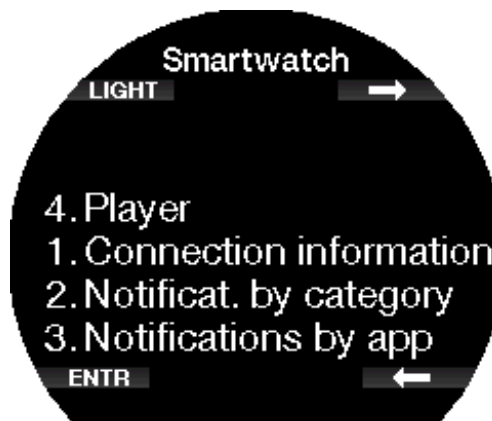 Smartwatch
LIGHT
4. Player
1. Connection information
2. Notificat. by category
3. Notifications by app
ENTR